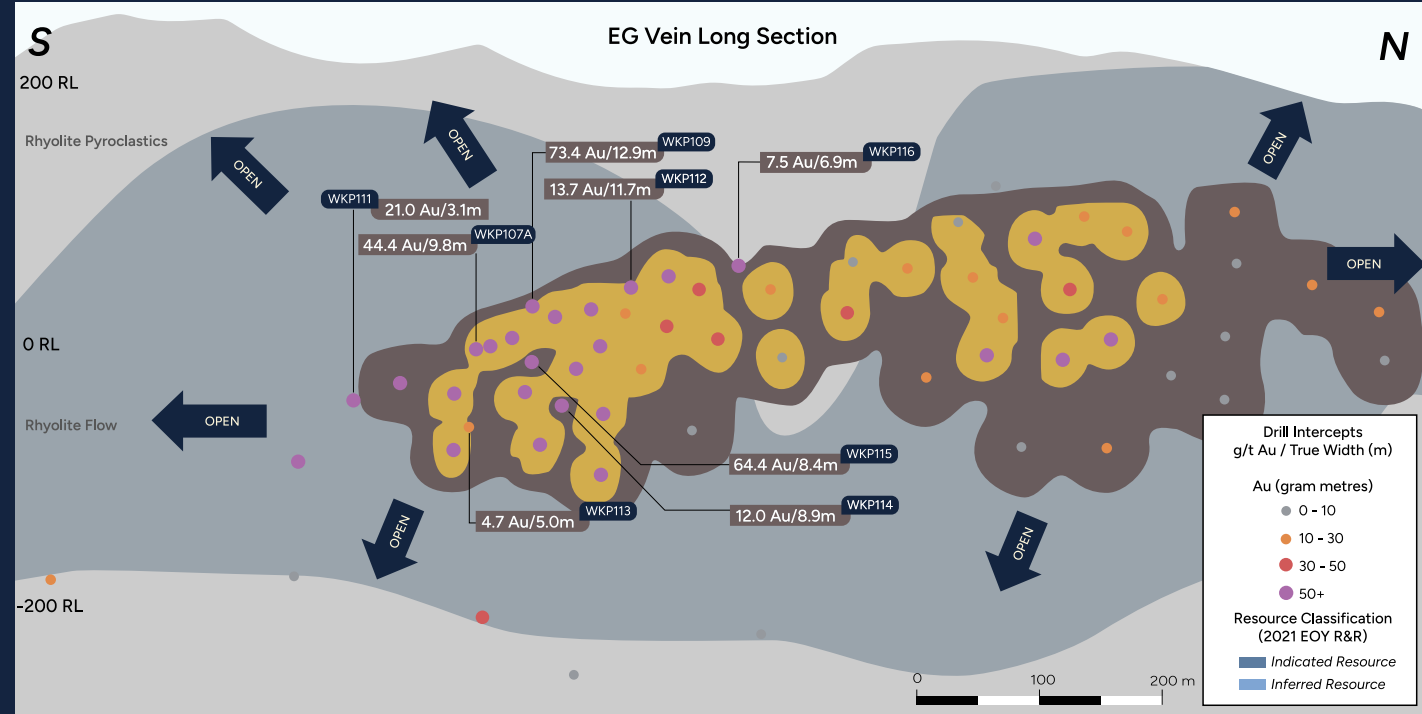 EG Vein Long Section
S
N
200 RL
Rhyolite Pyroclastics
OPEN
OPEN
OPEN
73.4 Au/12.9m
WKP109
7.5 Au/6.9m
WKP116
13.7 Au/11.7m
WKP112
WKP111
21.0 Au/3.1m
44.4 Au/9.8m
WKP107A
OPEN
0 RL
Rhyolite Flow
OPEN
64.4 Au/8.4m
WKP115
12.0 Au/8.9m
WKP114
4.7 Au/5.0m
WKP113
OPEN
OPEN
-200 RL
Drill Intercepts
g/t Au / True Width (m)
Au (gram metres)
0 - 10
10 - 30
30 - 50
50+
Resource Classification
(2021 EOY R&R)
Indicated Resource
Inferred Resource
0 100 200 m